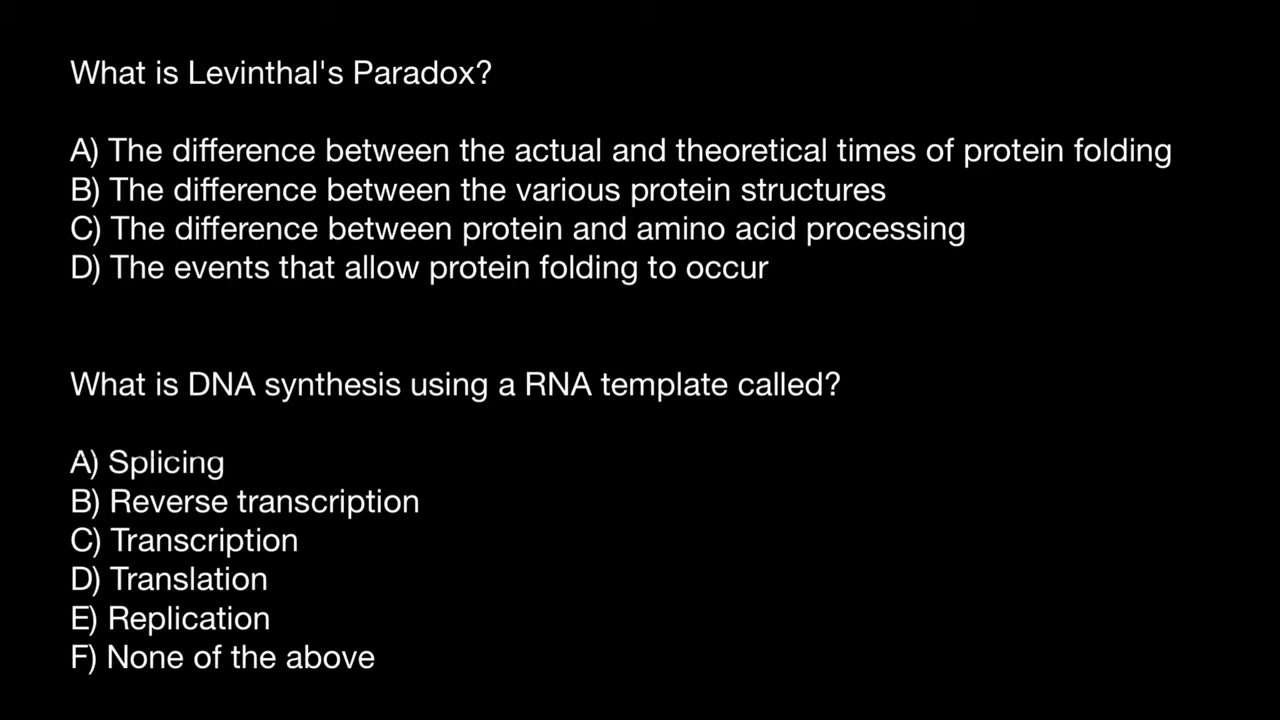 What is Levinthal's Paradox?
A) The difference between the actual and theoretical times of protein folding
B) The difference between the various protein structures
C) The difference between protein and amino acid processing
D) The events that allow protein folding to occur
What is DNA synthesis using a RNA template called?
A) Splicing
B) Reverse transcription
C) Transcription
D) Translation
E) Replication
F) None of the above